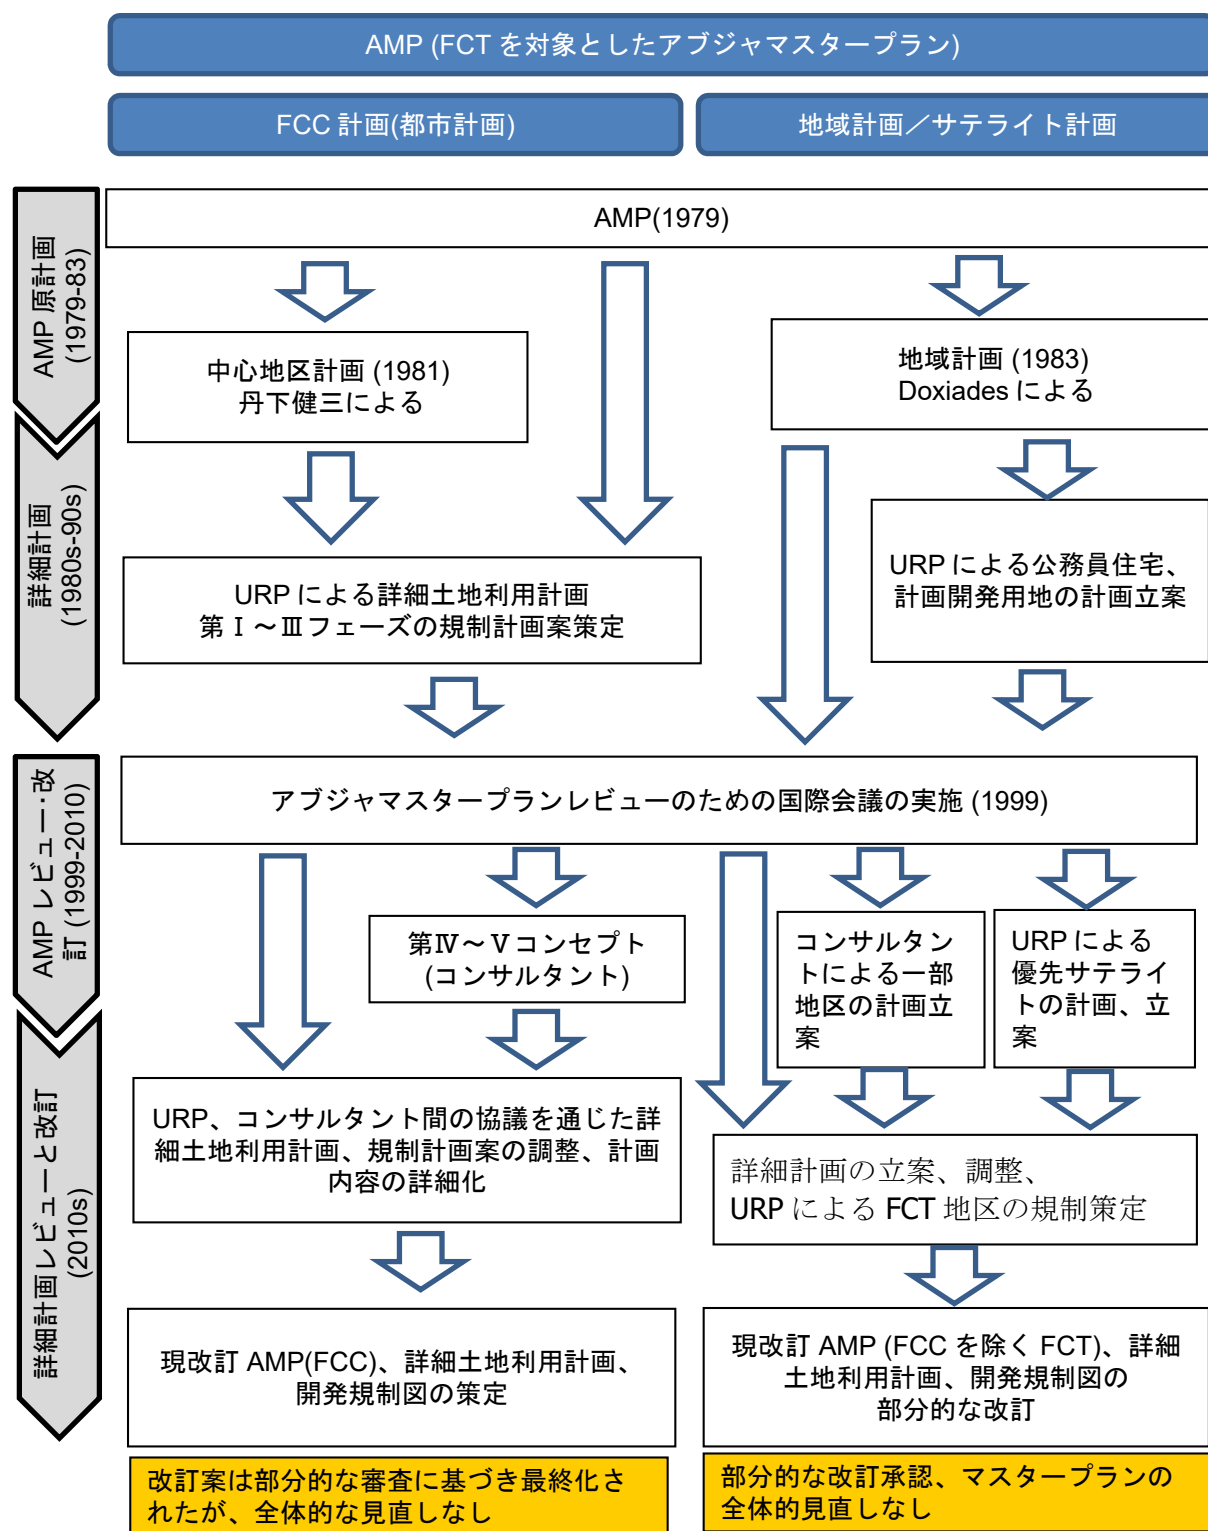 AMP (FCT を対象としたアブジャマスタープラン)
FCC 計画(都市計画)
地域計画／サテライト計画
AMP 原計画
(1979-83)
AMP(1979)
中心地区計画 (1981)
丹下健三による
地域計画 (1983)
Doxiades による
詳細計画
(1980s-90s)
URP による詳細土地利用計画
第Ⅰ～Ⅲフェーズの規制計画案策定
URP による公務員住宅、
計画開発用地の計画立案
AMP レビュー・改
訂 (1999-2010)
アブジャマスタープランレビューのための国際会議の実施 (1999)
第Ⅳ～Ⅴコンセプト
(コンサルタント)
コンサルタン
トによる一部
地区の計画立
案
URP による
優先サテライ
トの計画、立
案
詳細計画レビューと改訂
(2010s)
URP、コンサルタント間の協議を通じた詳
細土地利用計画、規制計画案の調整、計画
内容の詳細化
詳細計画の立案、調整、
URP による FCT 地区の規制策定
現改訂 AMP(FCC)、詳細土地利用計画、
開発規制図の策定
現改訂 AMP (FCC を除く FCT)、詳細
土地利用計画、開発規制図の
部分的な改訂
改訂案は部分的な審査に基づき最終化さ
れたが、全体的な見直しなし
部分的な改訂承認、マスタープランの
全体的見直しなし